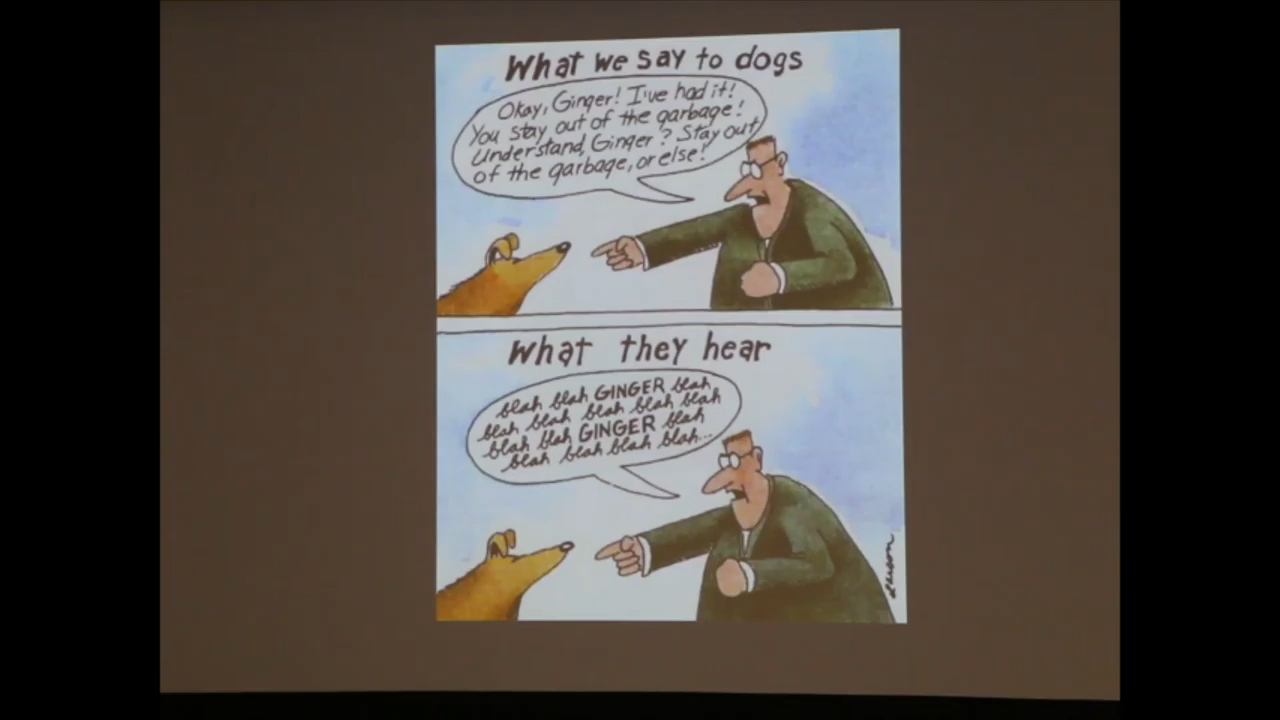 What we say to dogs
Okay, Ginger! I've had it!
You stay out of the garbage!
Understand, Ginger? Stay out
of the garbage, or else!
What they hear
blah blah GINGER blah
blah blah blah blah blah
blah blah GINGER blah
blah blah blah blah...
Larson